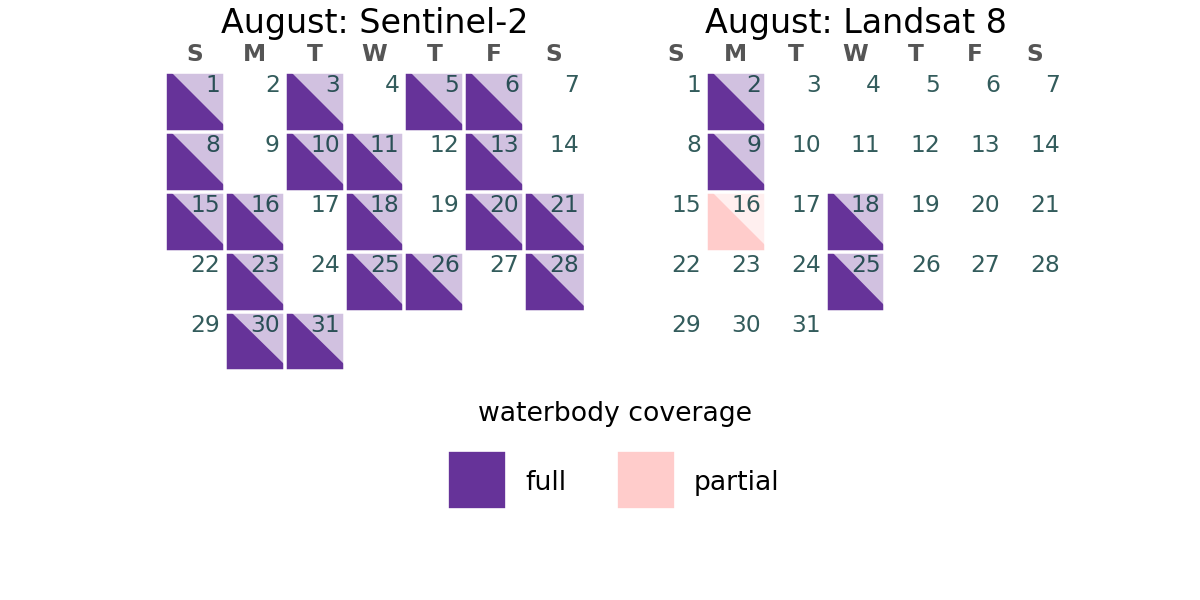 August: Sentinel-2
S M T W T F S
1 2 3 4 5 6 7
8 9 10 11 12 13 14
15 16 17 18 19 20 21
22 23 24 25 26 27 28
29 30 31
August: Landsat 8
S M T W T F S
1 2 3 4 5 6 7
8 9 10 11 12 13 14
15 16 17 18 19 20 21
22 23 24 25 26 27 28
29 30 31
waterbody coverage
full
partial